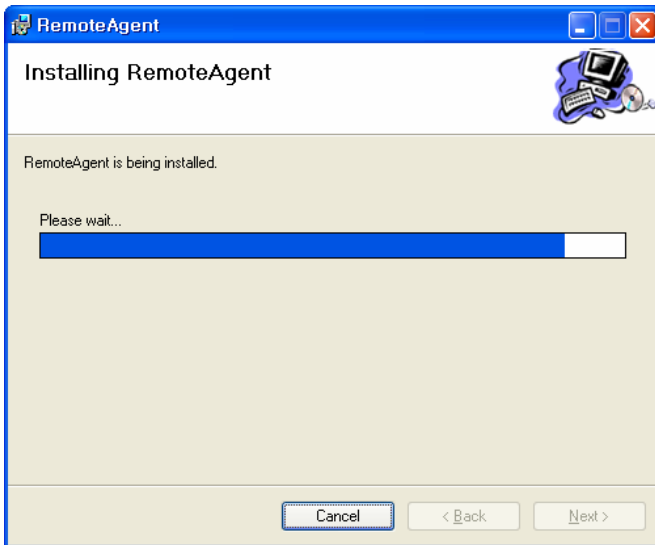 RemoteAgent
Installing RemoteAgent
RemoteAgent is being installed.
Please wait...
Cancel
< Back
Next >